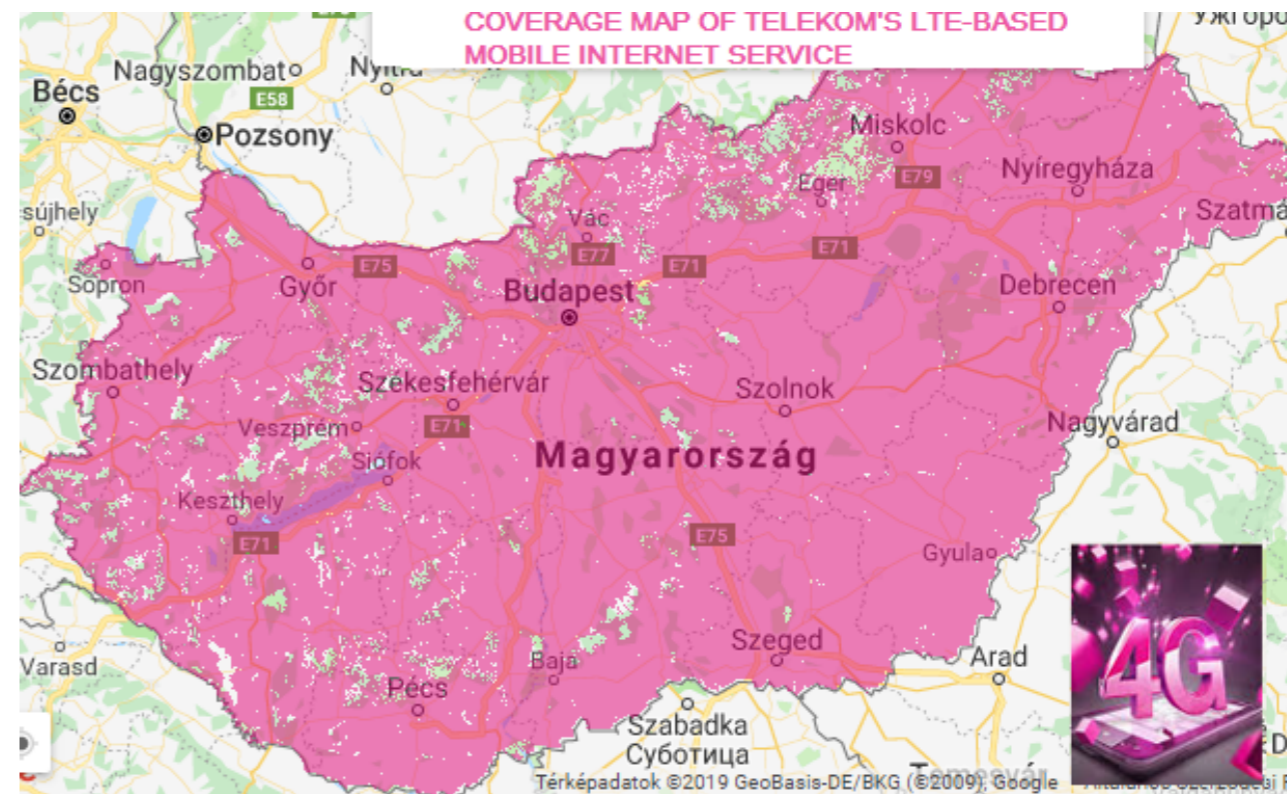 COVERAGE MAP OF TELEKOM'S LTE-BASED
MOBILE INTERNET SERVICE
Nagyszombat
Nyitra
Bécs
E58
Pozsony
Miskolc
Eger
E79
Nyíregyháza
újhely
Vác
Szatmá
E77
E71
E71
Sopron
Győr
E75
Budapest
Debrecen
Szombathely
Székesfehérvár
Szolnok
Veszprém
E71
Nagyvárad
Siófok
Magyarország
Keszthely
E71
E75
Gyula
4G
Varasd
Baja
Szeged
Arad
Pécs
Szabadka
Суботица
Temesvár
Térképadatok ©2019 GeoBasis-DE/BKG (©2009), Google